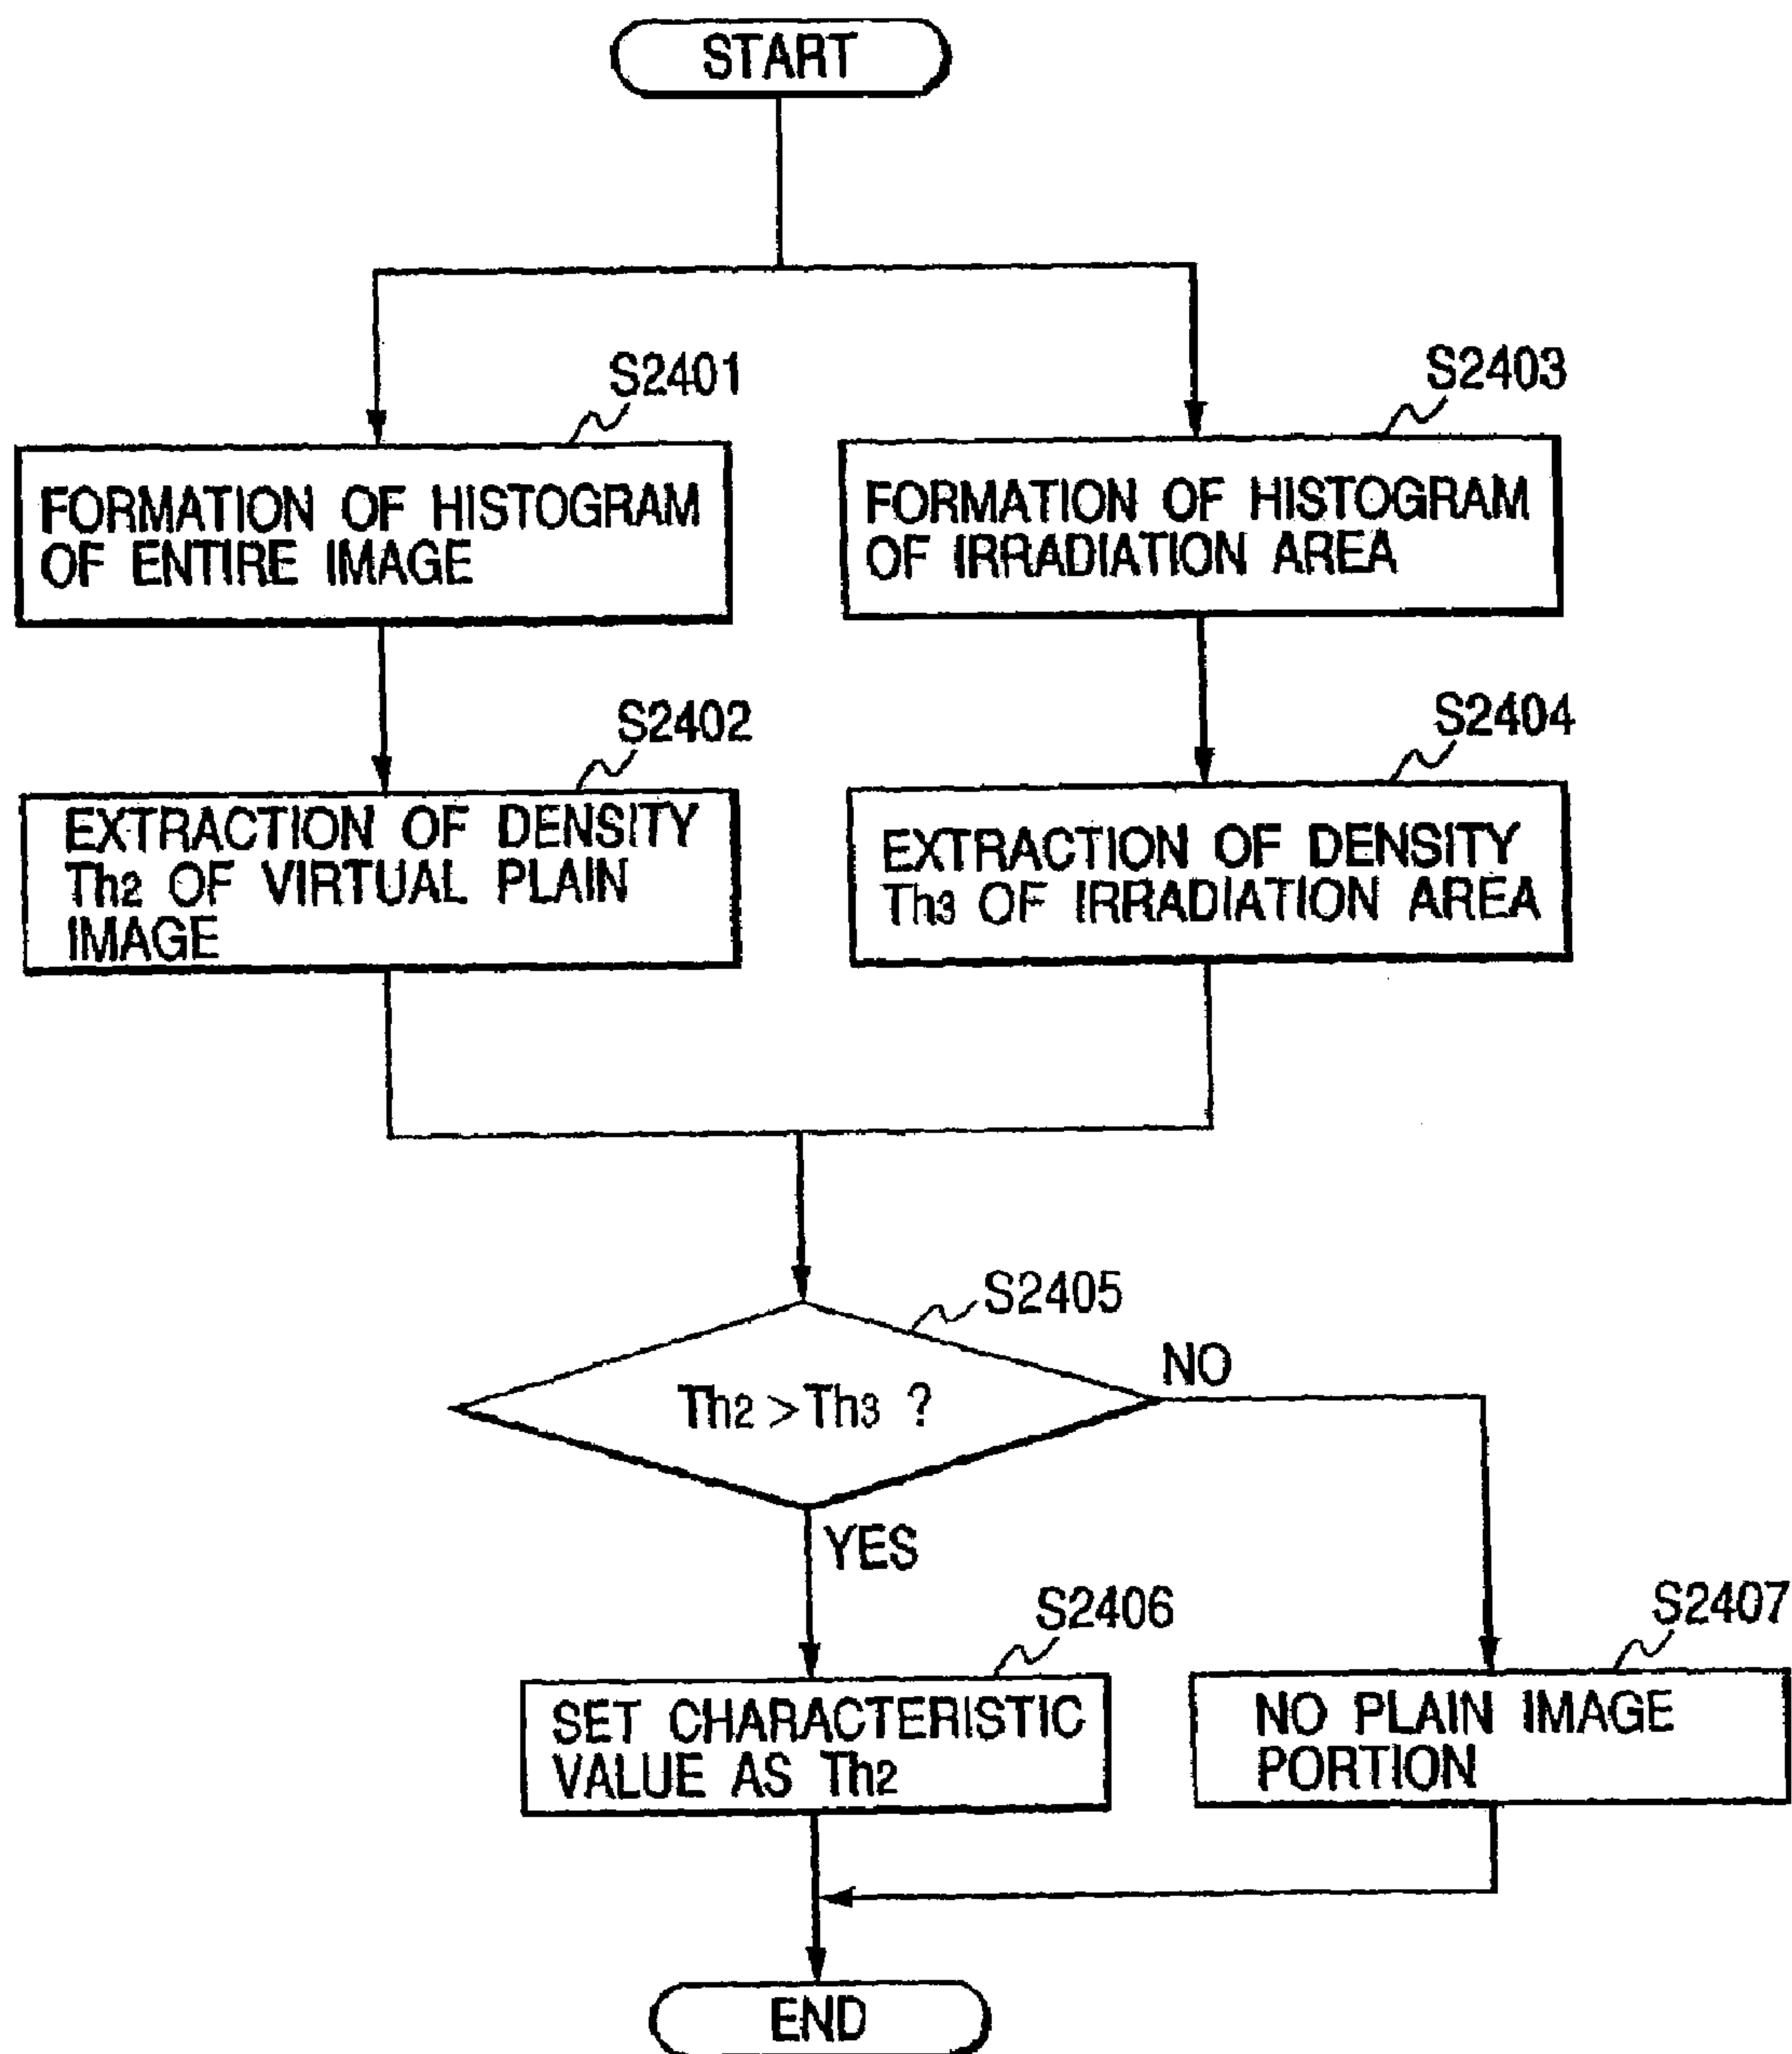 START
S2401
FORMATION OF HISTOGRAM
OF ENTIRE IMAGE
S2403
FORMATION OF HISTOGRAM
OF IRRADIATION AREA
S2402
EXTRACTION OF DENSITY
Th2 OF VIRTUAL PLAIN
IMAGE
S2404
EXTRACTION OF DENSITY
Th3 OF IRRADIATION AREA
S2405
Th2 > Th3 ?
NO
YES
S2406
SET CHARACTERISTIC
VALUE AS Th2
S2407
NO PLAIN IMAGE
PORTION
END